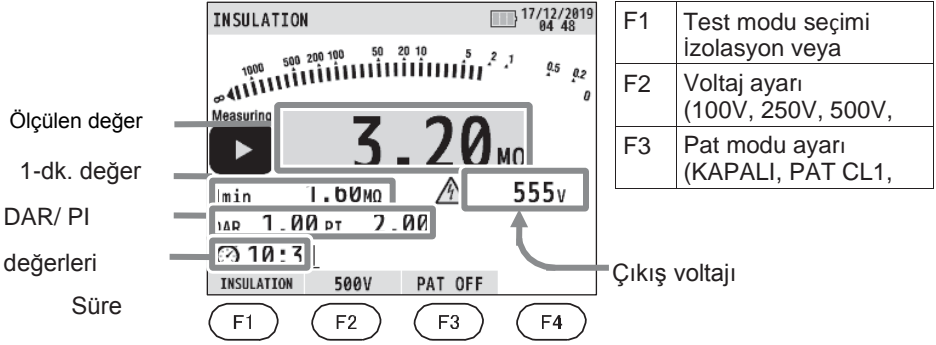 INSULATION
17/12/2019
04 48
∞ 1000 500 200 100 50 20 10 5 2 1 0.5 0.2 0
Measuring
3.20MΩ
1.60MΩ
555V
1.00 PI 2.00
10:3
INSULATION 500V PAT OFF
F1 F2 F3 F4
Ölçülen değer
1-dk. değer
DAR/ PI
değerleri
Süre
Çıkış voltajı
F1 Test modu seçimi
İzolasyon veya
F2 Voltaj ayarı
(100V, 250V, 500V,
F3 Pat modu ayarı
(KAPALI, PAT CL1,